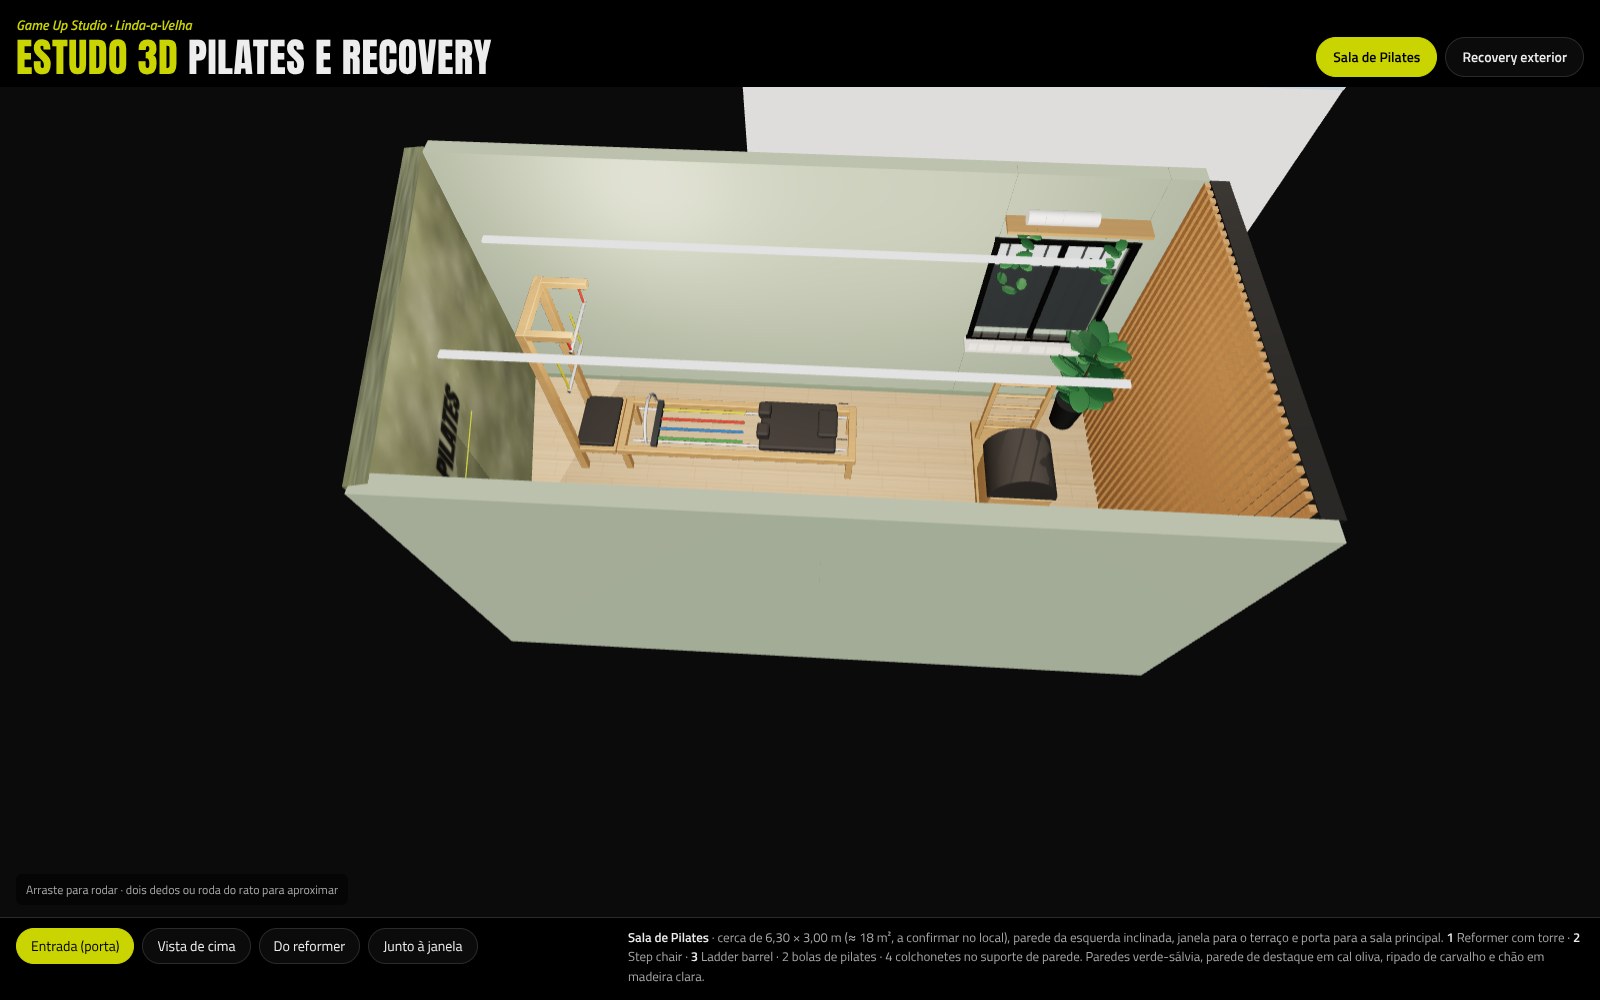 Game Up Studio · Linda-a-Velha
ESTUDO 3D PILATES E RECOVERY
Sala de Pilates
Recovery exterior
PILATES
Arraste para rodar · dois dedos ou roda do rato para aproximar
Entrada (porta)
Vista de cima
Do reformer
Junto à janela
Sala de Pilates · cerca de 6,30 × 3,00 m (≈ 18 m², a confirmar no local), parede da esquerda inclinada, janela para o terraço e porta para a sala principal. 1 Reformer com torre · 2
Step chair · 3 Ladder barrel · 2 bolas de pilates · 4 colchonetes no suporte de parede. Paredes verde-sálvia, parede de destaque em cal oliva, ripado de carvalho e chão em
madeira clara.